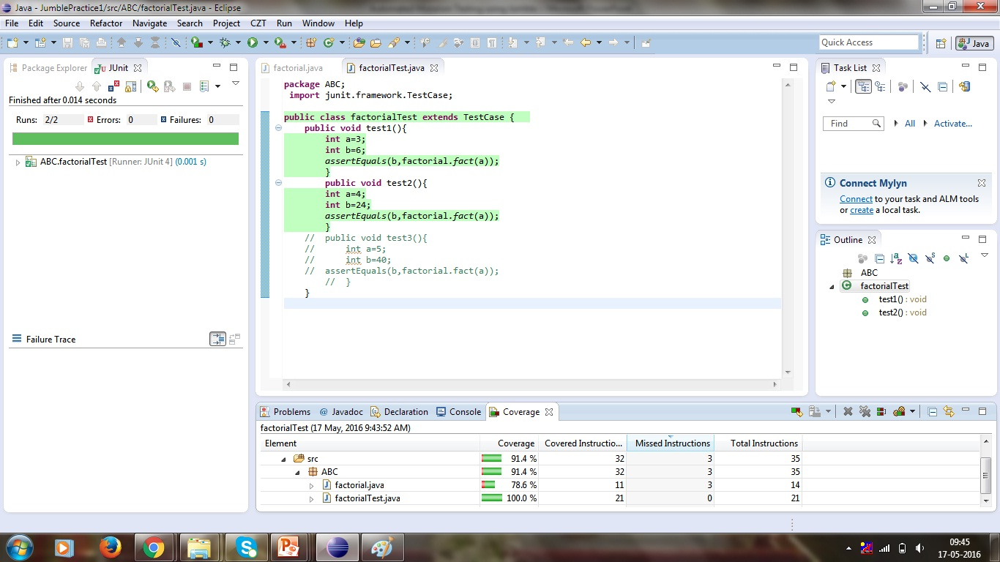 Java - JumblePractice1/src/ABC/factorialTest.java - Eclipse
File Edit Source Refactor Navigate Search Project CZT Run Window Help
Quick Access
Java
Package Explorer JUnit
Finished after 0.014 seconds
Runs: 2/2 Errors: 0 Failures: 0
ABC.factorialTest [Runner: JUnit 4] (0.001 s)
Failure Trace
factorial.java factorialTest.java
package ABC;
import junit.framework.TestCase;
public class factorialTest extends TestCase {
public void test1(){
int a=3;
int b=6;
assertEquals(b,factorial.fact(a));
}
public void test2(){
int a=4;
int b=24;
assertEquals(b,factorial.fact(a));
}
// public void test3(){
// int a=5;
// int b=40;
// assertEquals(b,factorial.fact(a));
// }
}
Task List
Find All Activate...
Connect Mylyn
Connect to your task and ALM tools
or create a local task.
Outline
ABC
factorialTest
test1() : void
test2() : void
Problems @ Javadoc Declaration Console Coverage
factorialTest (17 May, 2016 9:43:52 AM)
Element Coverage Covered Instructio... Missed Instructions Total Instructions
src 91.4 % 32 3 35
ABC 91.4 % 32 3 35
factorial.java 78.6 % 11 3 14
factorialTest.java 100.0 % 21 0 21
09:45
17-05-2016